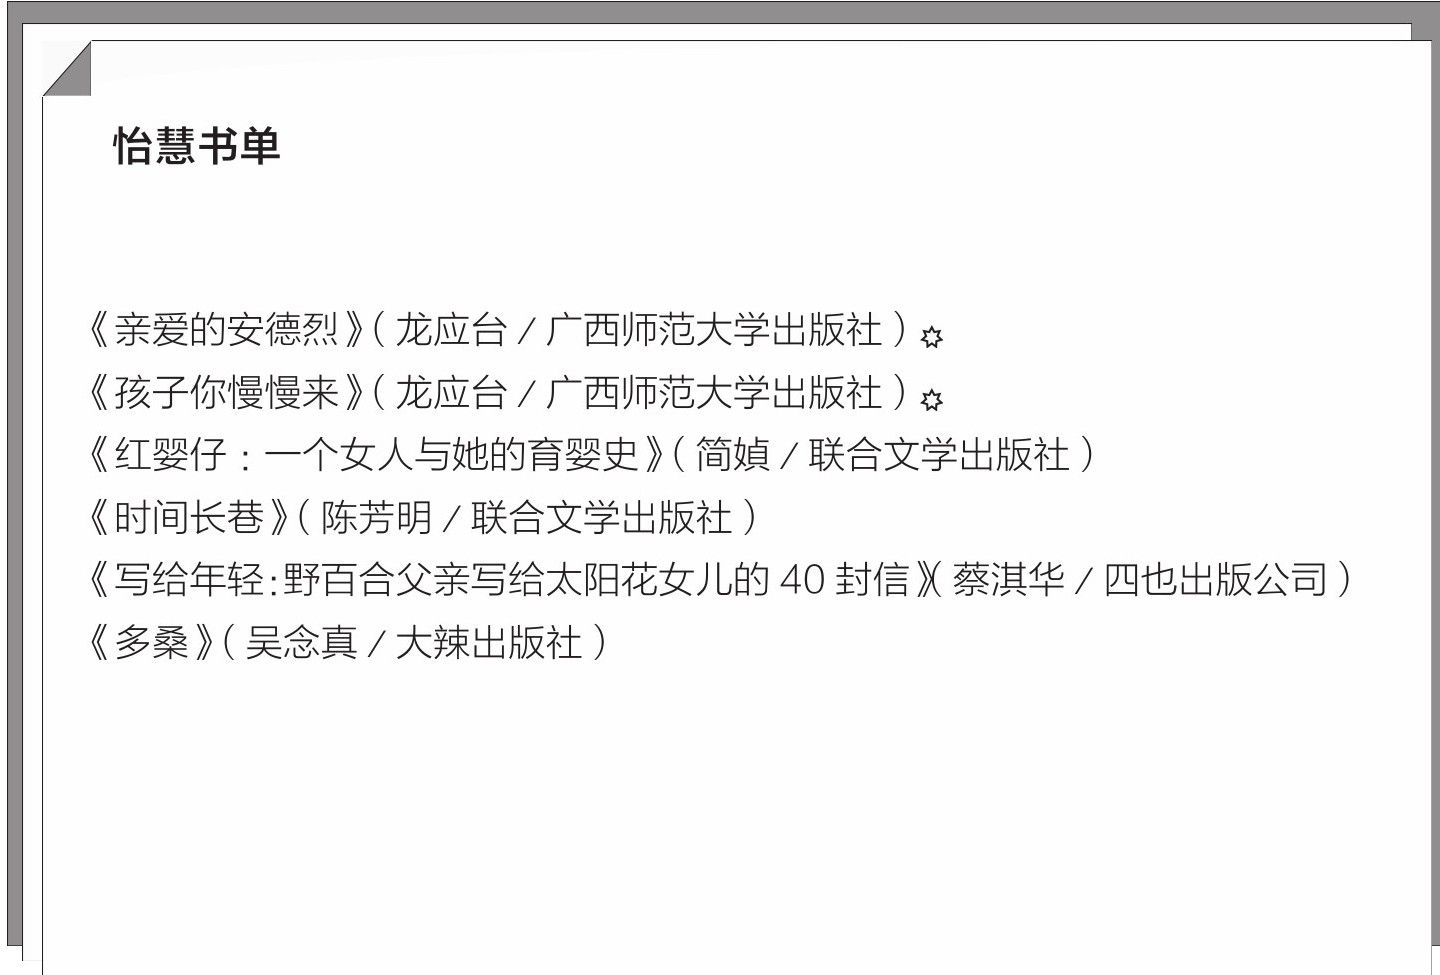 怡慧书单
《亲爱的安德烈》（龙应台 / 广西师范大学出版社）✡
《孩子你慢慢来》（龙应台 / 广西师范大学出版社）✡
《红婴仔：一个女人与她的育婴史》（简媜 / 联合文学出版社）
《时间长巷》（陈芳明 / 联合文学出版社）
《写给年轻：野百合父亲写给太阳花女儿的 40 封信》（蔡淇华 / 四也出版公司）
《多桑》（吴念真 / 大辣出版社）